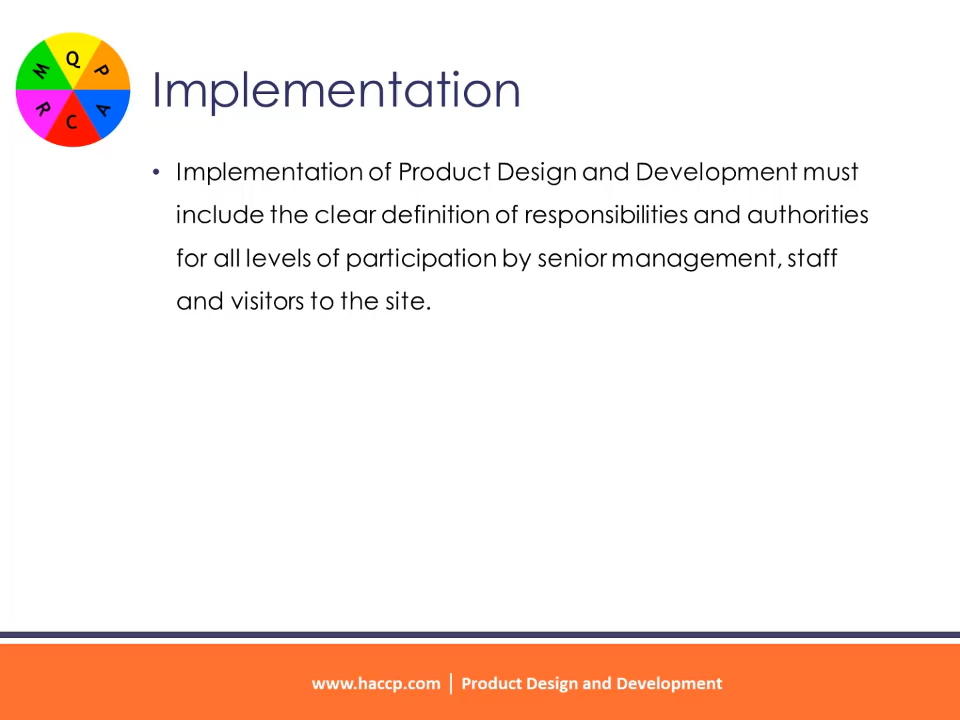 Q
M
P
R
A
C
Implementation
• Implementation of Product Design and Development must
include the clear definition of responsibilities and authorities
for all levels of participation by senior management, staff
and visitors to the site.
www.haccp.com | Product Design and Development